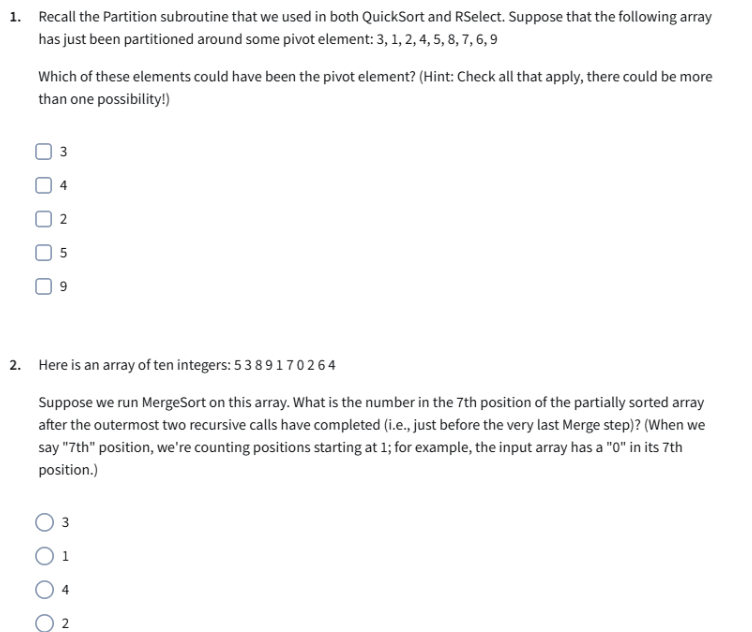 1. Recall the Partition subroutine that we used in both QuickSort and RSelect. Suppose that the following array
has just been partitioned around some pivot element: 3, 1, 2, 4, 5, 8, 7, 6, 9
Which of these elements could have been the pivot element? (Hint: Check all that apply, there could be more
than one possibility!)
3
4
2
5
9
2. Here is an array of ten integers: 5 3 8 9 1 7 0 2 6 4
Suppose we run MergeSort on this array. What is the number in the 7th position of the partially sorted array
after the outermost two recursive calls have completed (i.e., just before the very last Merge step)? (When we
say "7th" position, we're counting positions starting at 1; for example, the input array has a "0" in its 7th
position.)
3
1
4
2